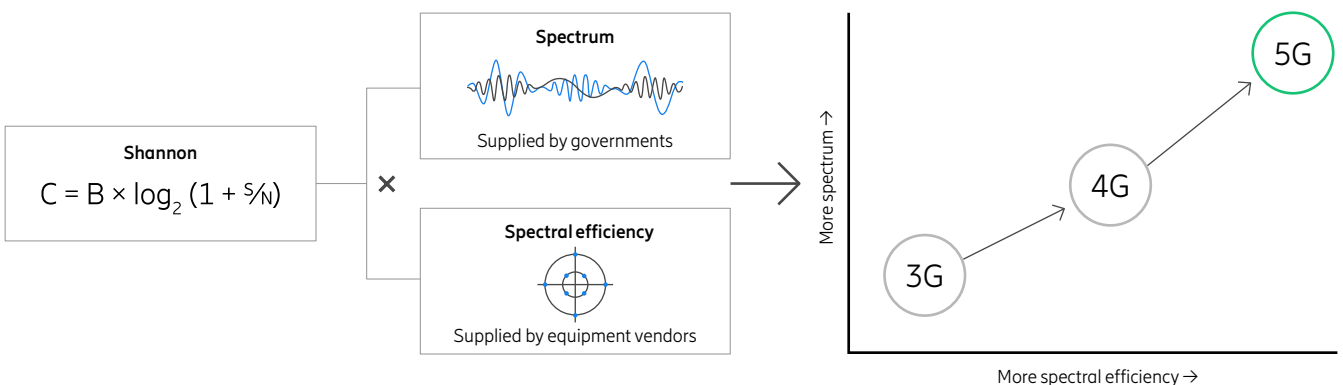 Shannon
C = B × log₂ (1 + S/N)
Spectrum
Supplied by governments
×
Spectral efficiency
Supplied by equipment vendors
More spectrum →
3G
4G
5G
More spectral efficiency →